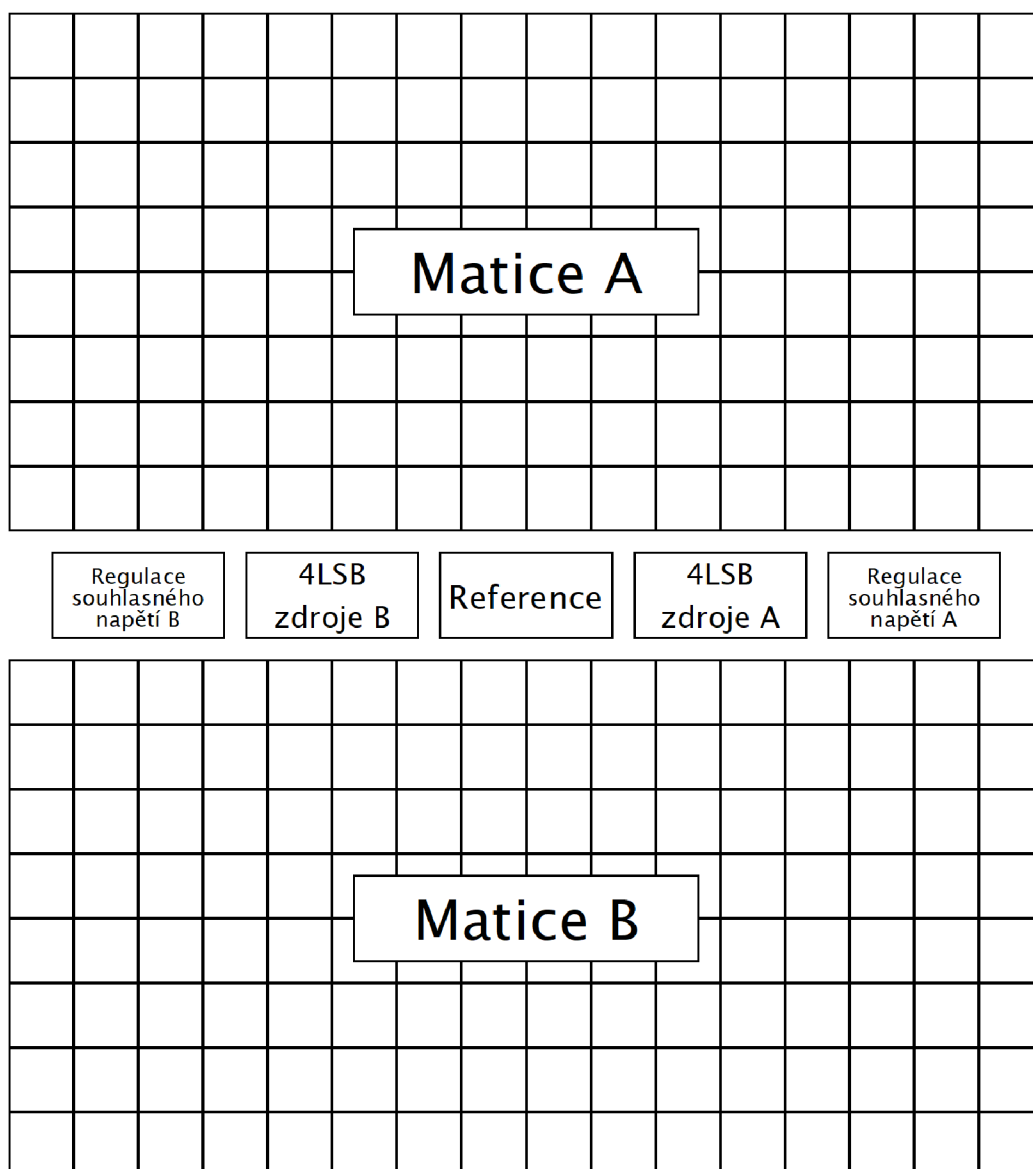 Matice A
Regulace
souhlasného
napětí B
4LSB
zdroje B
Reference
4LSB
zdroje A
Regulace
souhlasného
napětí A
Matice B